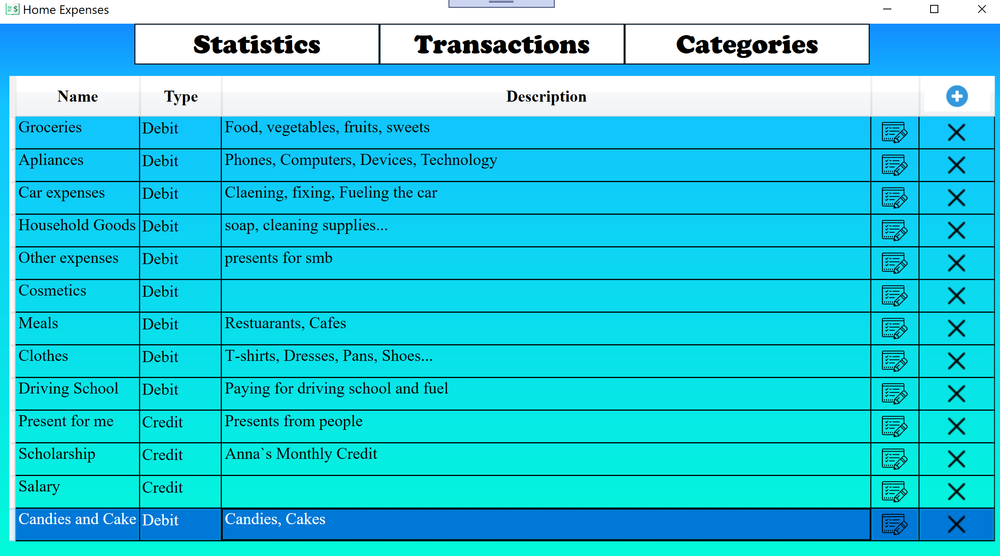 Home Expenses
Statistics Transactions Categories
Name Type Description
Groceries Debit Food, vegetables, fruits, sweets
Apliances Debit Phones, Computers, Devices, Technology
Car expenses Debit Claening, fixing, Fueling the car
Household Goods Debit soap, cleaning supplies...
Other expenses Debit presents for smb
Cosmetics Debit
Meals Debit Restuarants, Cafes
Clothes Debit T-shirts, Dresses, Pans, Shoes...
Driving School Debit Paying for driving school and fuel
Present for me Credit Presents from people
Scholarship Credit Anna`s Monthly Credit
Salary Credit
Candies and Cake Debit Candies, Cakes